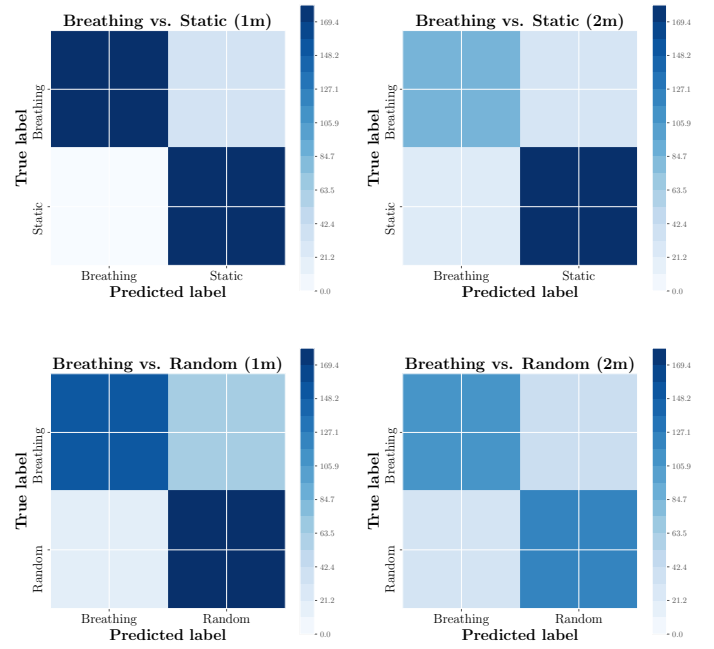 Breathing vs. Static (1m)
True label
Breathing
Static
Breathing
Static
Predicted label
169.4
148.2
127.1
105.9
84.7
63.5
42.4
21.2
0.0
Breathing vs. Static (2m)
True label
Breathing
Static
Breathing
Static
Predicted label
169.4
148.2
127.1
105.9
84.7
63.5
42.4
21.2
0.0
Breathing vs. Random (1m)
True label
Breathing
Random
Breathing
Random
Predicted label
169.4
148.2
127.1
105.9
84.7
63.5
42.4
21.2
0.0
Breathing vs. Random (2m)
True label
Breathing
Random
Breathing
Random
Predicted label
169.4
148.2
127.1
105.9
84.7
63.5
42.4
21.2
0.0